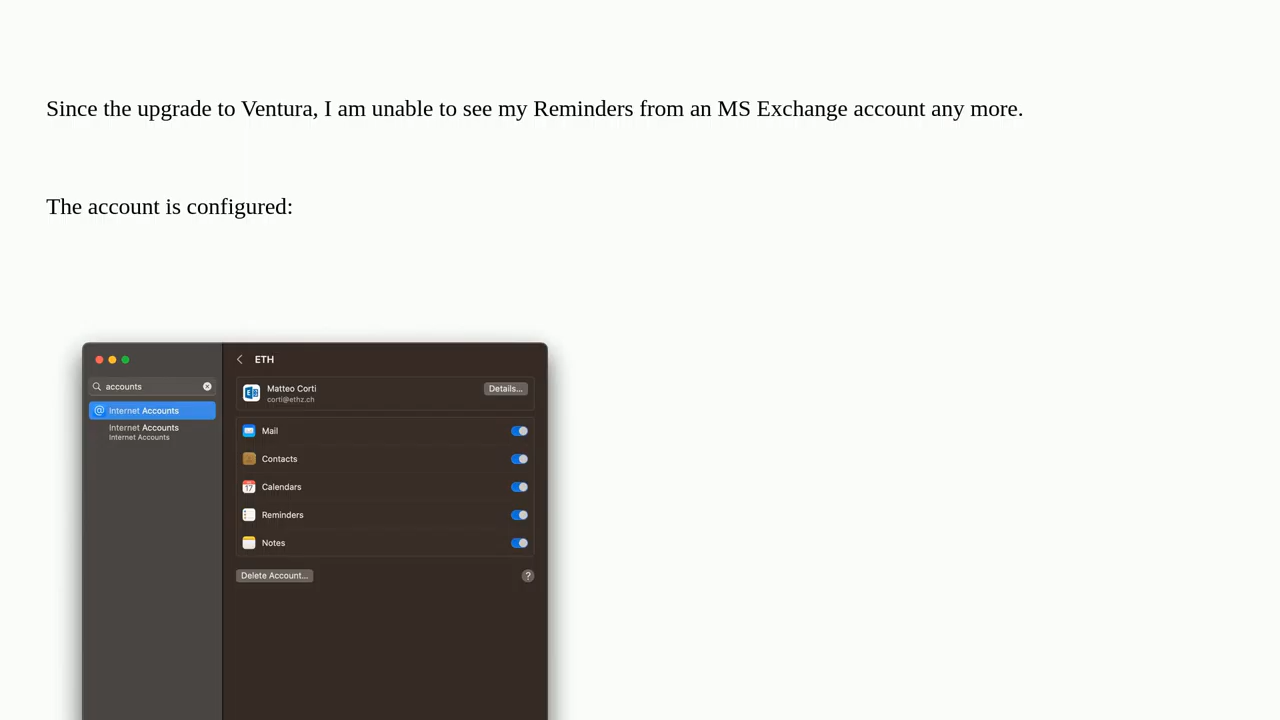 Since the upgrade to Ventura, I am unable to see my Reminders from an MS Exchange account any more.
The account is configured:
ETH
accounts
Matteo Corti
Details...
corti@ethz.ch
Internet Accounts
Internet Accounts
Internet Accounts
Mail
Contacts
17
Calendars
Reminders
Notes
Delete Account...
?